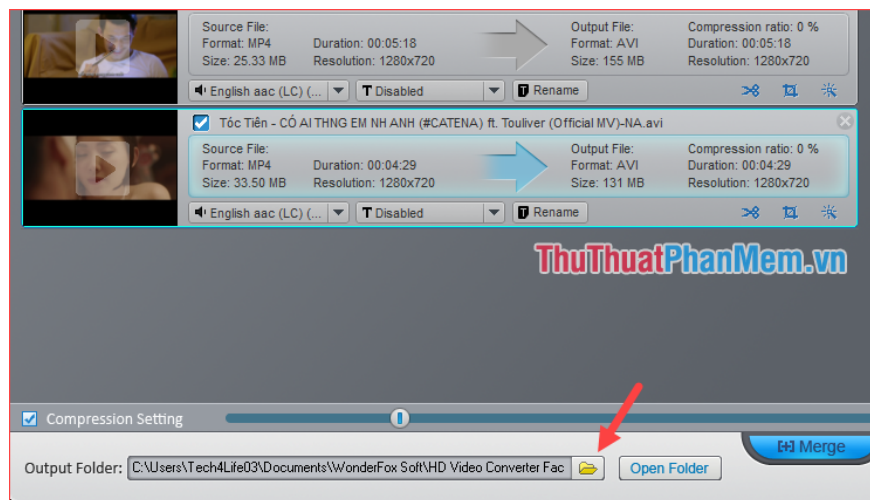 Source File:
Format: MP4 Duration: 00:05:18
Size: 25.33 MB Resolution: 1280x720
Output File:
Format: AVI
Size: 155 MB
Compression ratio: 0 %
Duration: 00:05:18
Resolution: 1280x720
English aac (LC) (... T Disabled T Rename
Tóc Tiên - CÓ AI THNG EM NH ANH (#CATENA) ft. Touliver (Official MV)-NA.avi
Source File:
Format: MP4 Duration: 00:04:29
Size: 33.50 MB Resolution: 1280x720
Output File:
Format: AVI
Size: 131 MB
Compression ratio: 0 %
Duration: 00:04:29
Resolution: 1280x720
English aac (LC) (... T Disabled T Rename
ThuThuatPhanMem.vn
Compression Setting
[+] Merge
Output Folder: C:\Users\Tech4Life03\Documents\WonderFox Soft\HD Video Converter Fac Open Folder